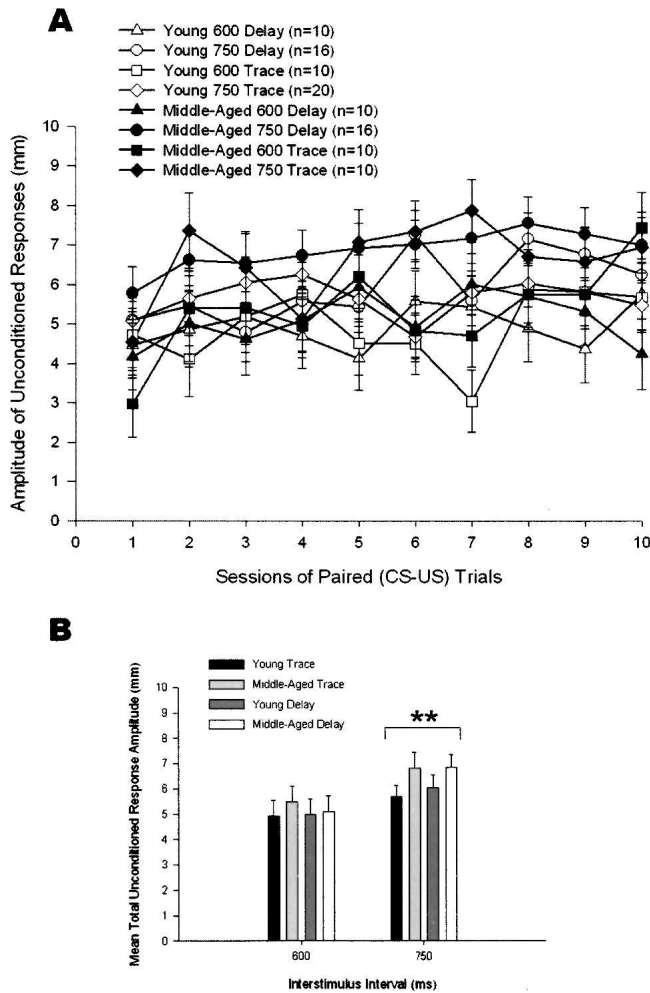 A
Young 600 Delay (n=10)
Young 750 Delay (n=16)
Young 600 Trace (n=10)
Young 750 Trace (n=20)
Middle-Aged 600 Delay (n=10)
Middle-Aged 750 Delay (n=16)
Middle-Aged 600 Trace (n=10)
Middle-Aged 750 Trace (n=10)
Amplitude of Unconditioned Responses (mm)
10
9
8
7
6
5
4
3
2
1
0
0 1 2 3 4 5 6 7 8 9 10
Sessions of Paired (CS-US) Trials
B
Young Trace
Middle-Aged Trace
Young Delay
Middle-Aged Delay
Mean Total Unconditioned Response Amplitude (mm)
10
9
8
7
6
5
4
3
2
1
0
**
600 750
Interstimulus Interval (ms)